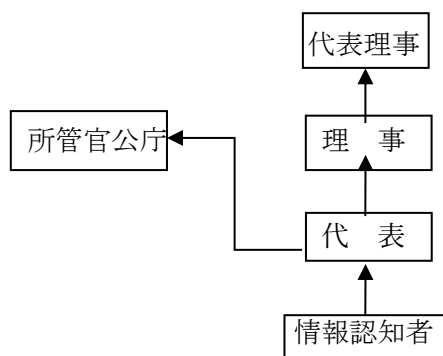 代表理事
所管官公庁
理　事
代　表
情報認知者